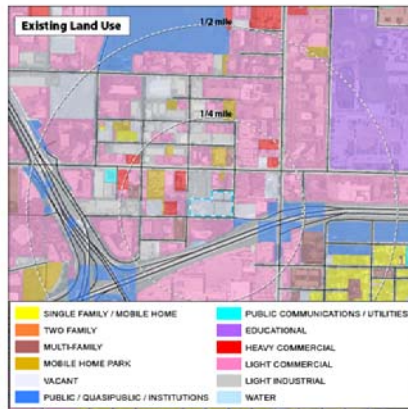 Existing Land Use
1/2 mile
1/4 mile
SINGLE FAMILY / MOBILE HOME
TWO FAMILY
MULTI-FAMILY
MOBILE HOME PARK
VACANT
PUBLIC / QUASIPUBLIC / INSTITUTIONS
PUBLIC COMMUNICATIONS / UTILITIES
EDUCATIONAL
HEAVY COMMERCIAL
LIGHT COMMERCIAL
LIGHT INDUSTRIAL
WATER